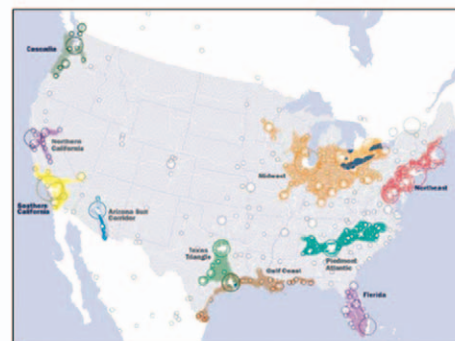 Cascadia
Northern
California
Southern
California
Arizona Sun
Corridor
Texas
Triangle
Gulf Coast
Midwest
Northeast
Piedmont
Atlantic
Florida